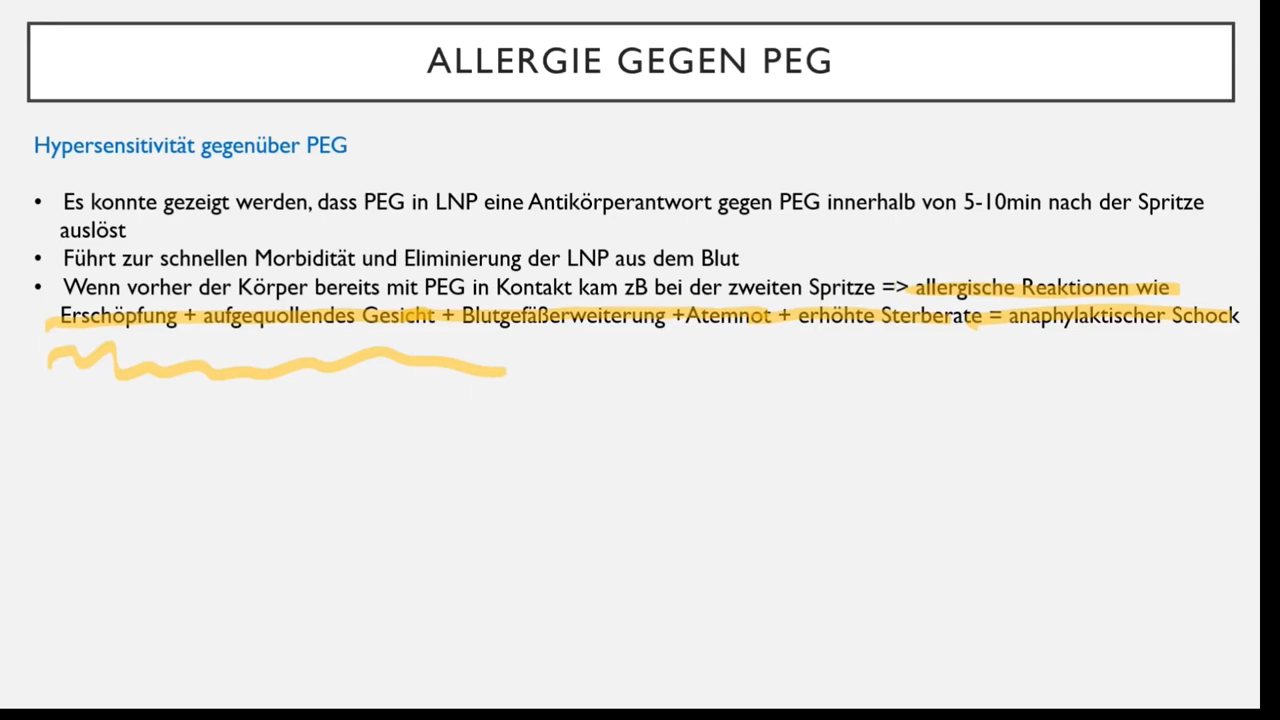 ALLERGIE GEGEN PEG
Hypersensitivität gegenüber PEG
• Es konnte gezeigt werden, dass PEG in LNP eine Antikörperantwort gegen PEG innerhalb von 5-10min nach der Spritze
auslöst
• Führt zur schnellen Morbidität und Eliminierung der LNP aus dem Blut
• Wenn vorher der Körper bereits mit PEG in Kontakt kam zB bei der zweiten Spritze => allergische Reaktionen wie
Erschöpfung + aufgequollendes Gesicht + Blutgefäßerweiterung +Atemnot + erhöhte Sterberate = anaphylaktischer Schock